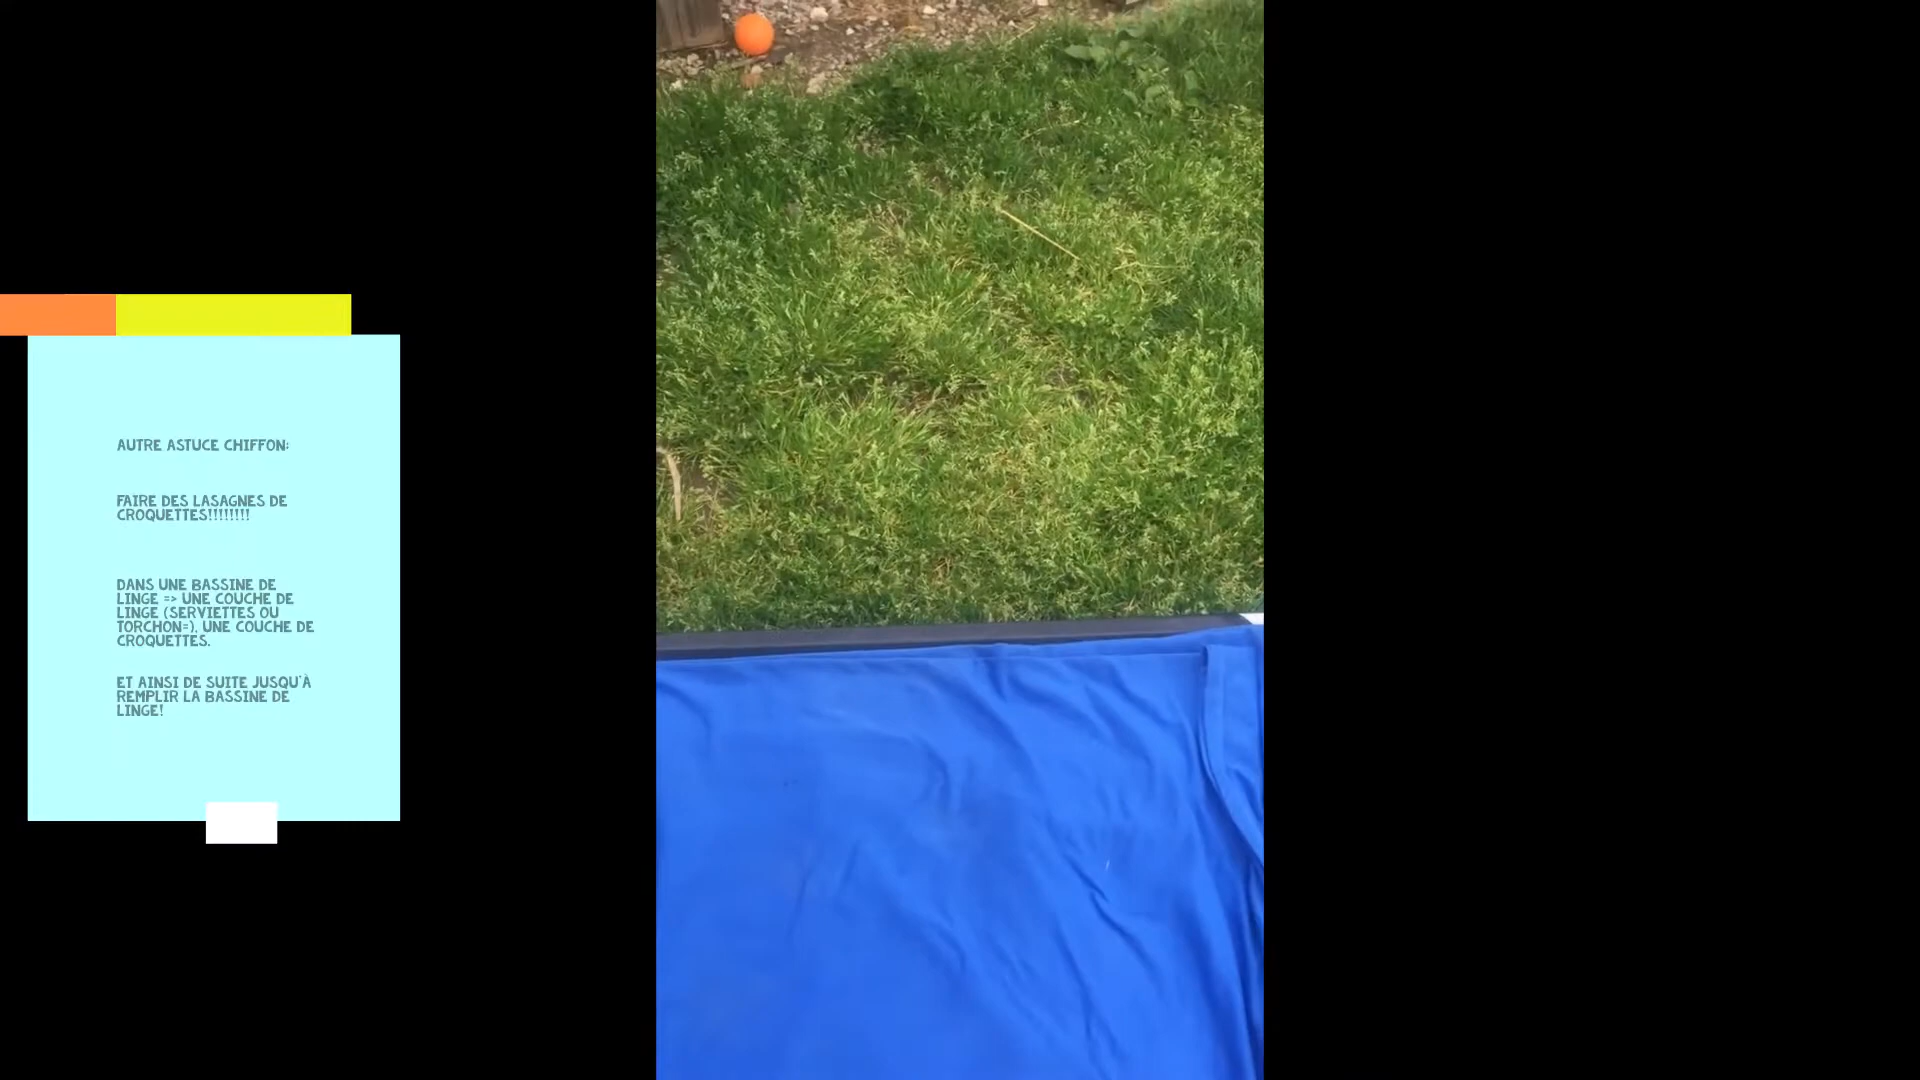 AUTRE ASTUCE CHIFFON:
FAIRE DES LASAGNES DE
CROQUETTES!!!!!!!!
DANS UNE BASSINE DE
LINGE => UNE COUCHE DE
LINGE (SERVIETTES OU
TORCHON=), UNE COUCHE DE
CROQUETTES.
ET AINSI DE SUITE JUSQU'À
REMPLIR LA BASSINE DE
LINGE!